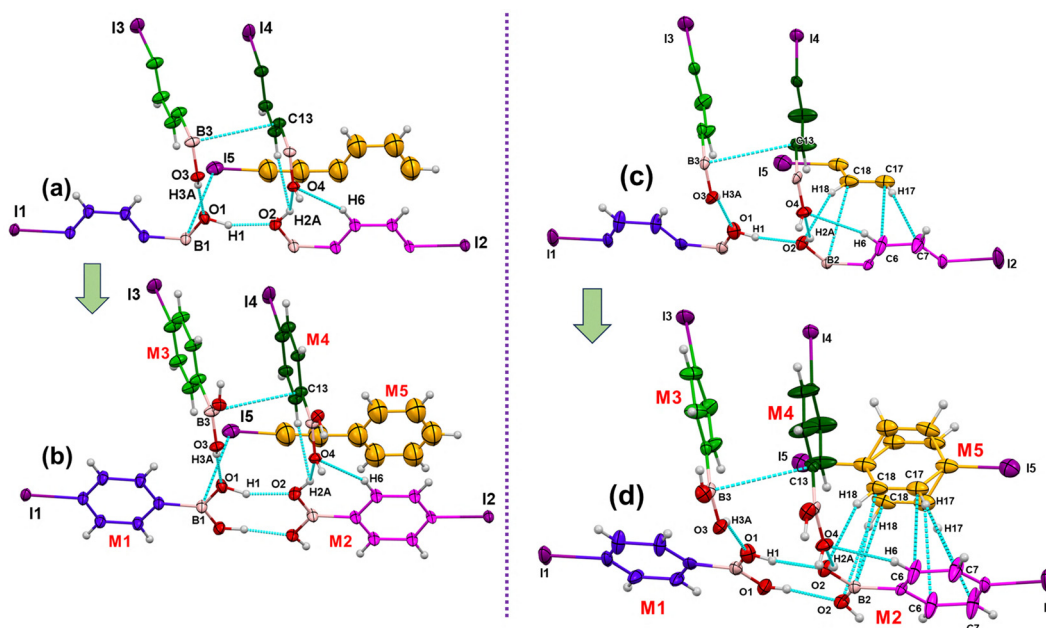 I3
I4
B3
C13
O3
I5
H3A
O4
(a)
O1
O2
H6
I1
H2A
B1
H1
I2
I3
I4
M4
M3
C13
M5
B3
I5
O3
H3A
O4
(b)
O1
H1
O2
H6
H2A
I2
I1
B1
M1
M2
I3
I4
C13
B3
I5
C18
C17
(c)
O3
H3A
H18
H17
O4
O1
H2A
H1
O2
H6
C6
C7
I1
B2
I2
I3
I4
M3
M4
M5
I5
C13
I5
B3
C18
C17
(d)
H18
C18
H17
O3
H3A
H18
H17
O1
O4
H1
H2A
H6
C7
I1
O2
C6
O1
B2
O2
M1
M2
C6
C7